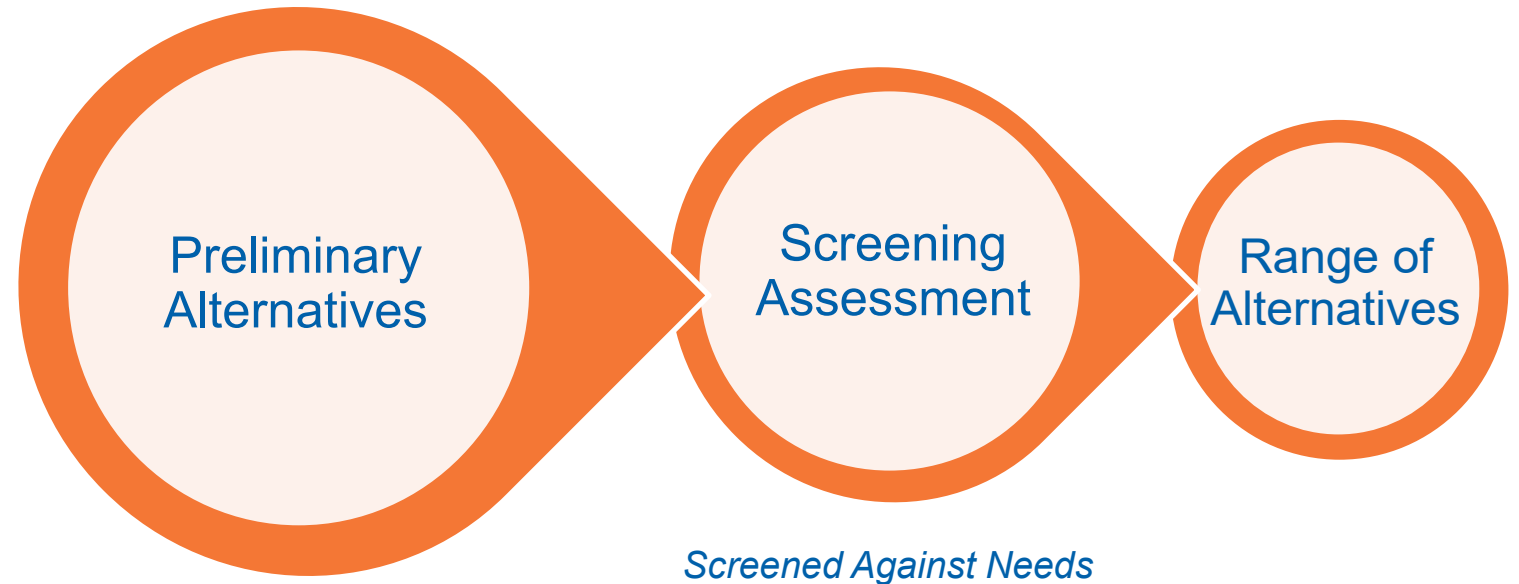 Preliminary
Alternatives
Screening
Assessment
Range of
Alternatives
Screened Against Needs